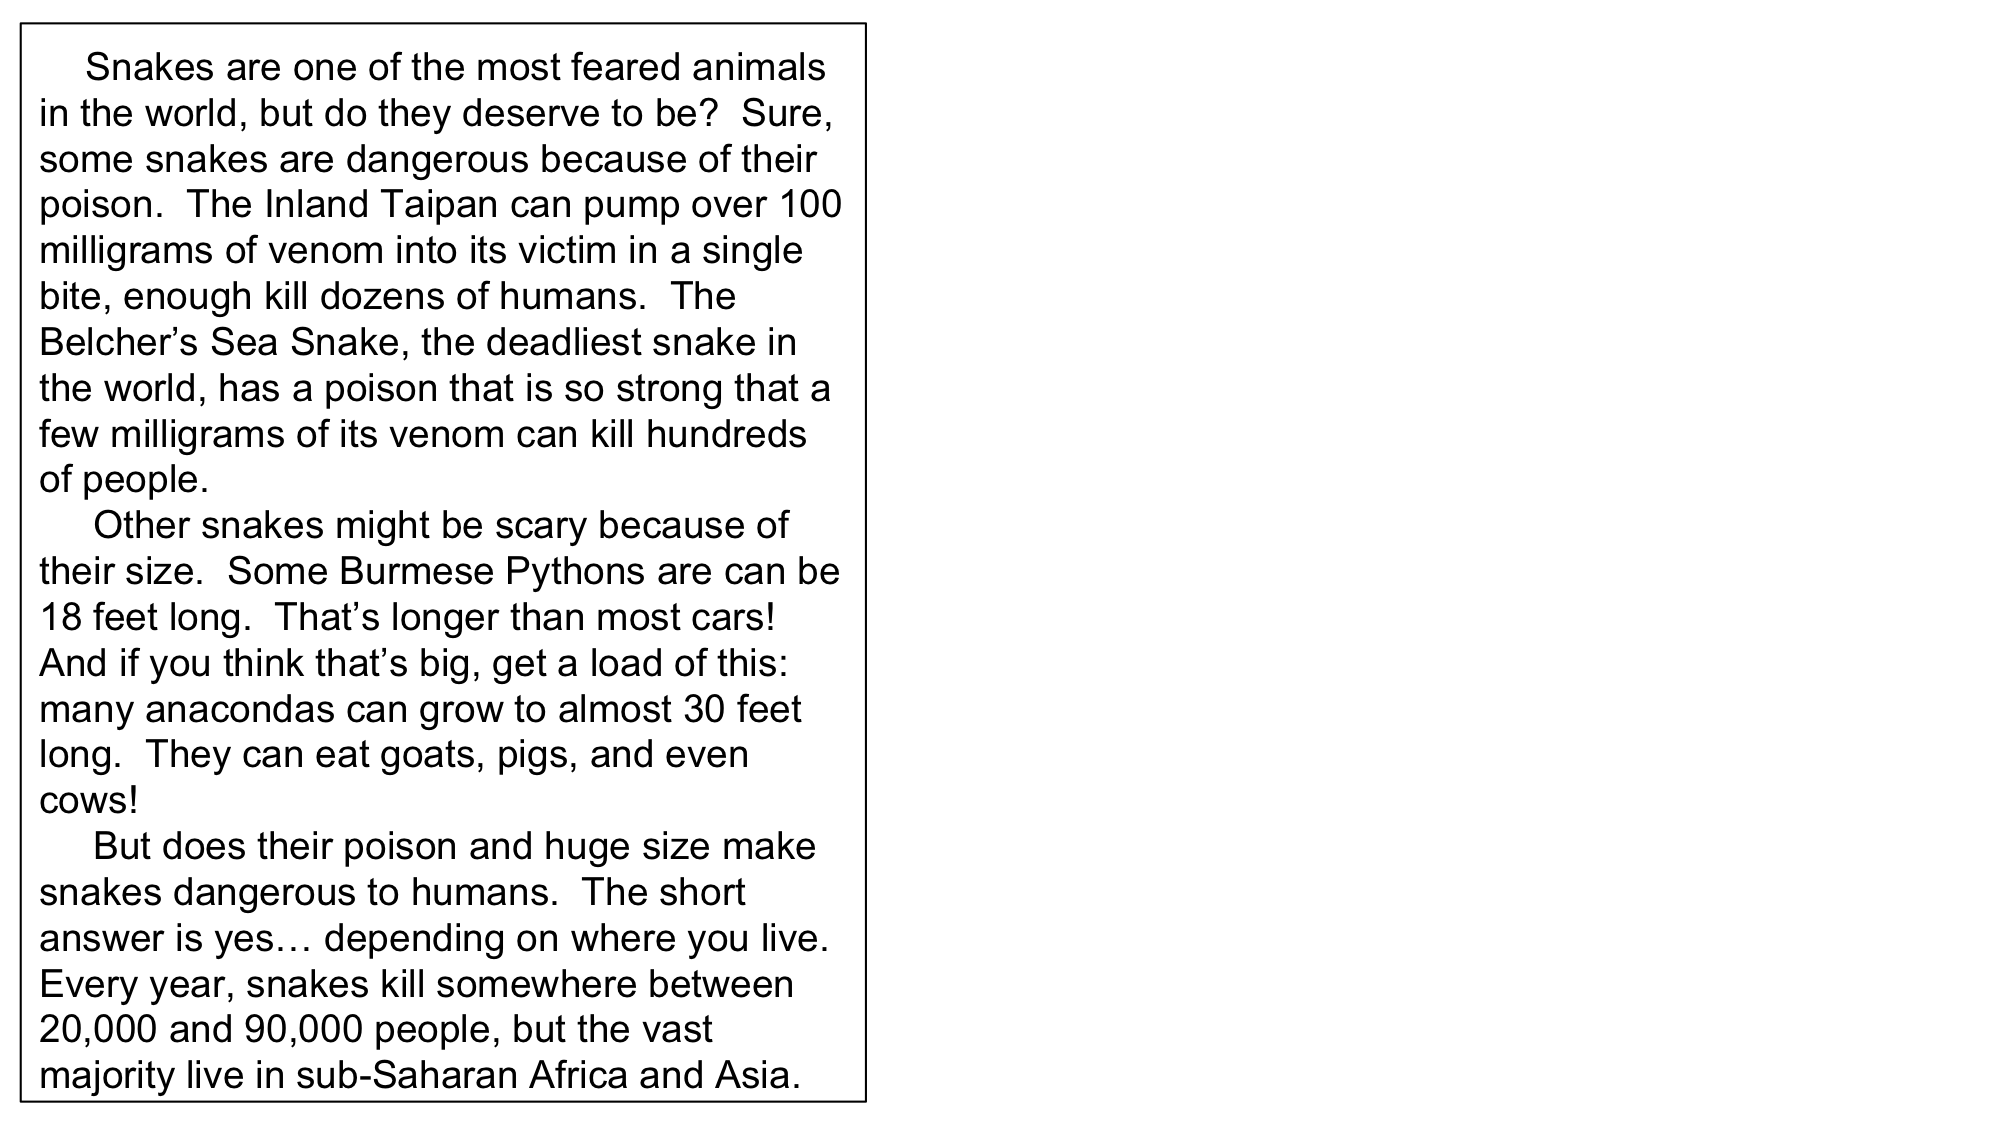 Snakes are one of the most feared animals
in the world, but do they deserve to be?  Sure,
some snakes are dangerous because of their
poison.  The Inland Taipan can pump over 100
milligrams of venom into its victim in a single
bite, enough kill dozens of humans.  The
Belcher’s Sea Snake, the deadliest snake in
the world, has a poison that is so strong that a
few milligrams of its venom can kill hundreds
of people.
Other snakes might be scary because of
their size.  Some Burmese Pythons are can be
18 feet long.  That’s longer than most cars!
And if you think that’s big, get a load of this:
many anacondas can grow to almost 30 feet
long.  They can eat goats, pigs, and even
cows!
But does their poison and huge size make
snakes dangerous to humans.  The short
answer is yes… depending on where you live.
Every year, snakes kill somewhere between
20,000 and 90,000 people, but the vast
majority live in sub-Saharan Africa and Asia.